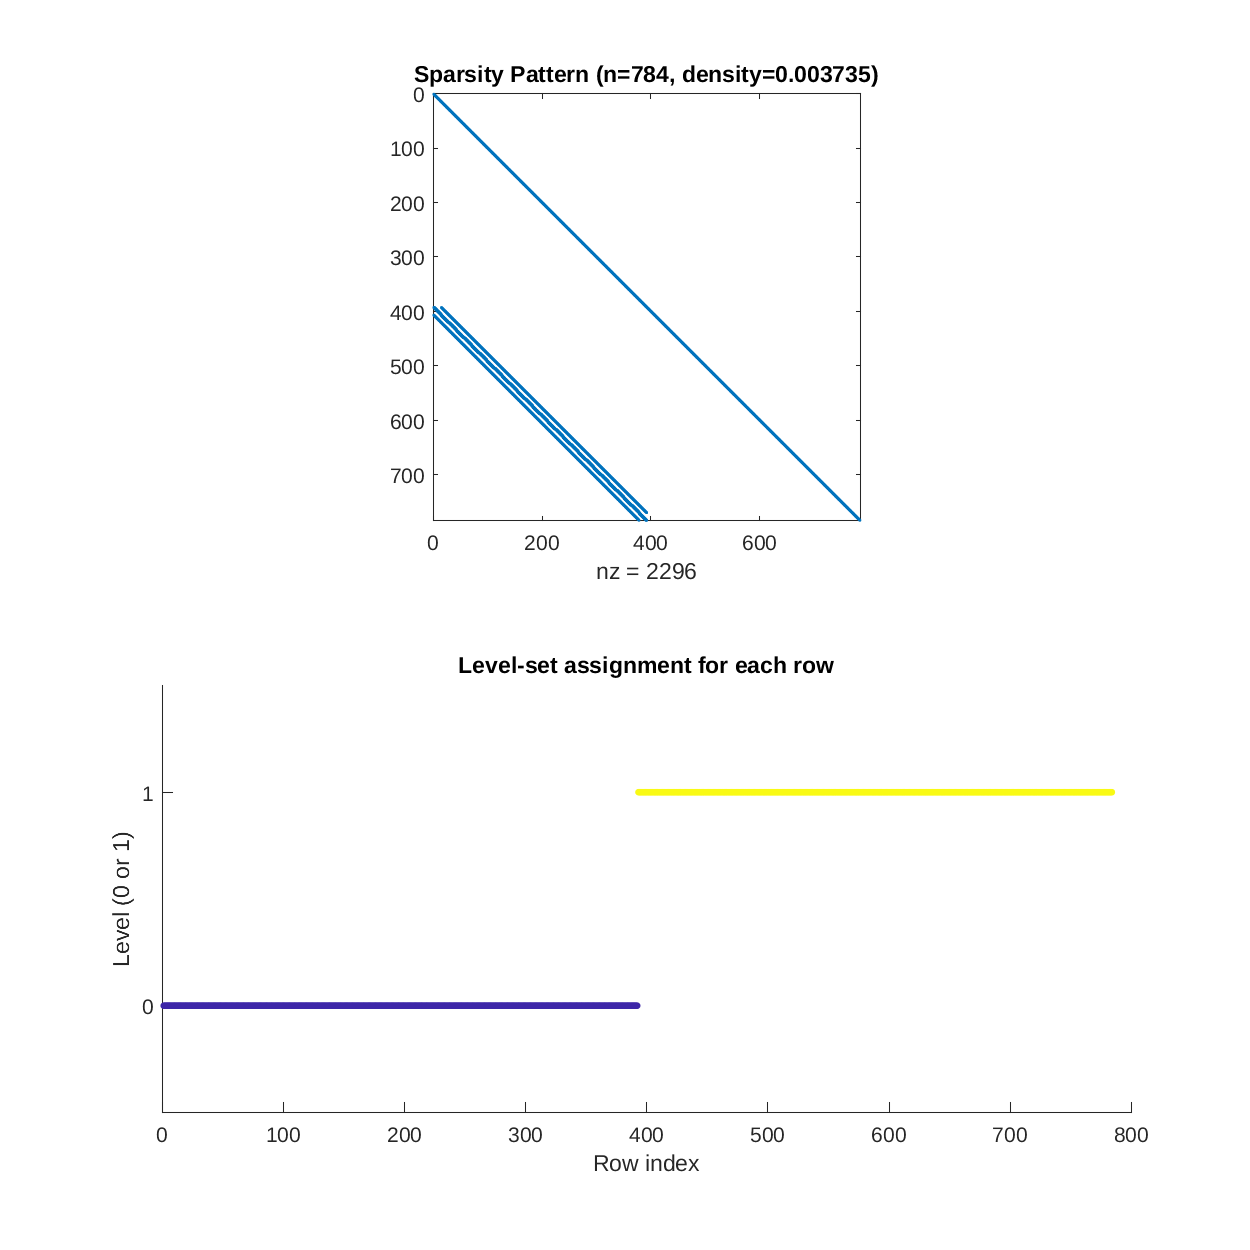 Sparsity Pattern (n=784, density=0.003735)
0
100
200
300
400
500
600
700
0 200 400 600
nz = 2296
Level-set assignment for each row
Level (0 or 1)
1
0
0 100 200 300 400 500 600 700 800
Row index